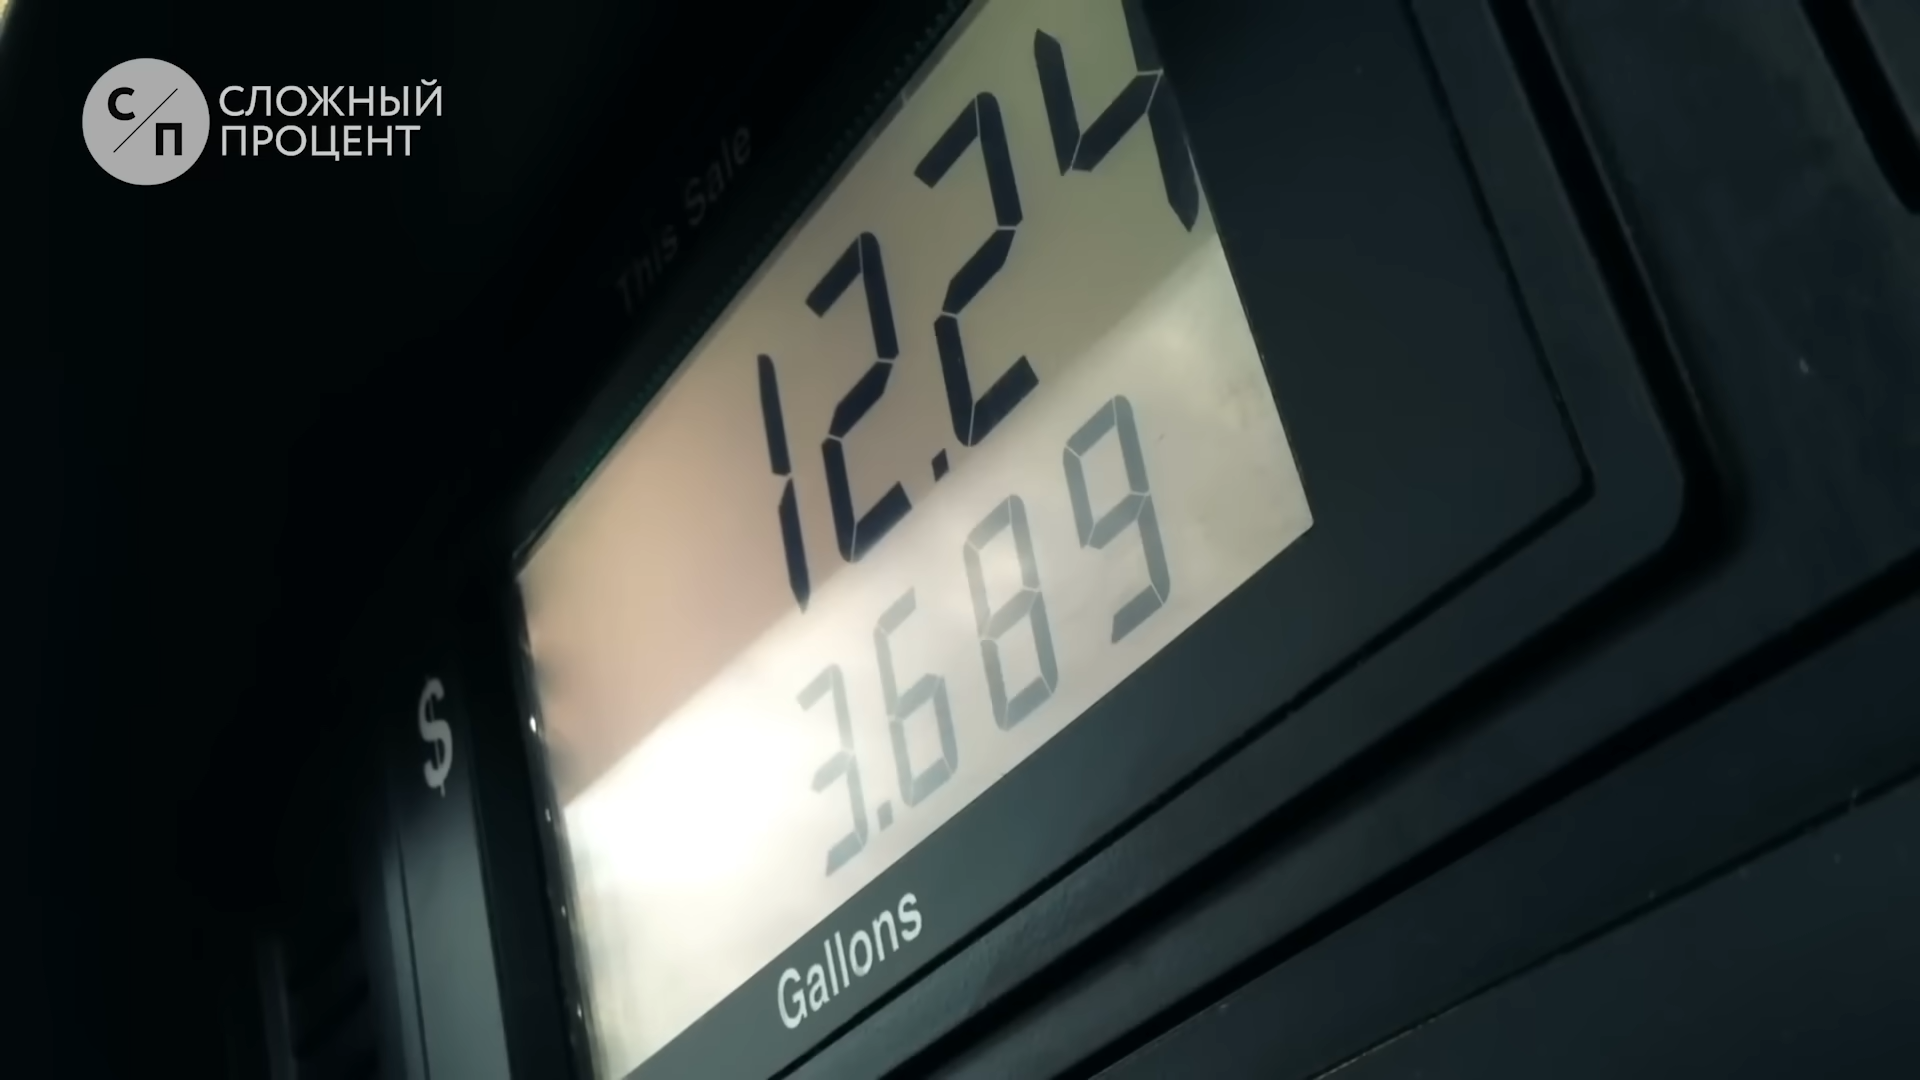 С/П
СЛОЖНЫЙ
ПРОЦЕНТ
This Sale
12.24
$
3.689
Gallons